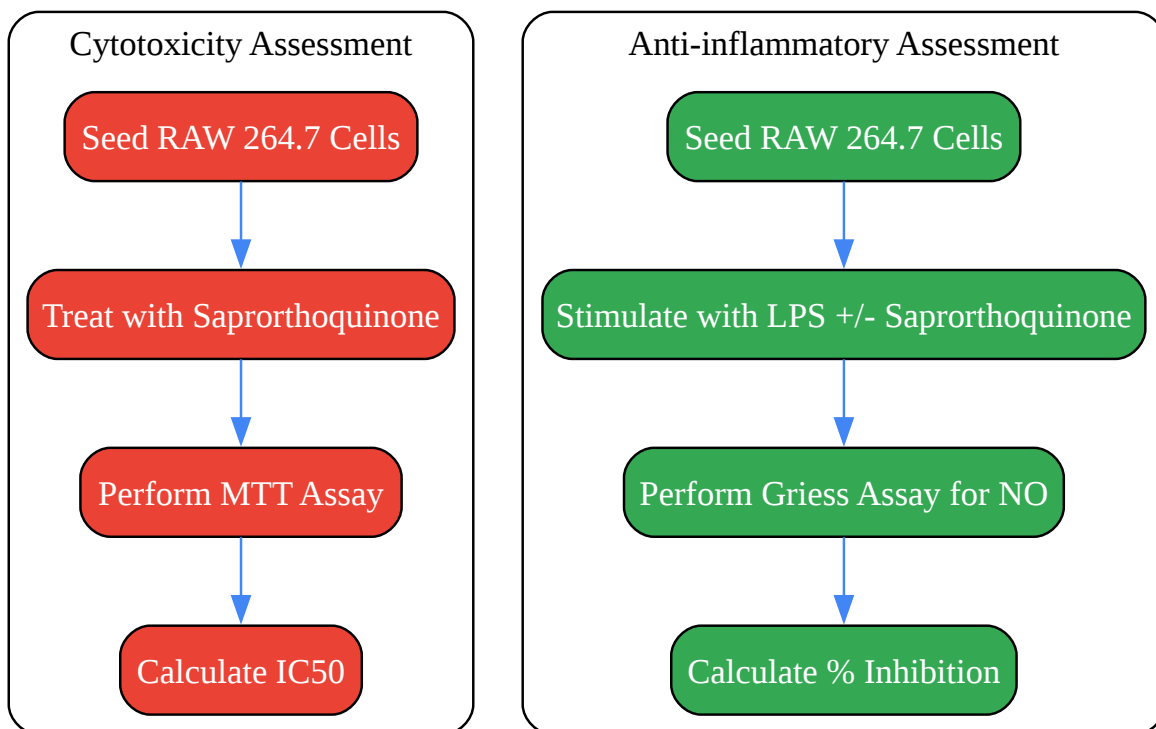 Cytotoxicity Assessment
Seed RAW 264.7 Cells
Treat with Saprorthoquinone
Perform MTT Assay
Calculate IC50
Anti-inflammatory Assessment
Seed RAW 264.7 Cells
Stimulate with LPS +/- Saprorthoquinone
Perform Griess Assay for NO
Calculate % Inhibition